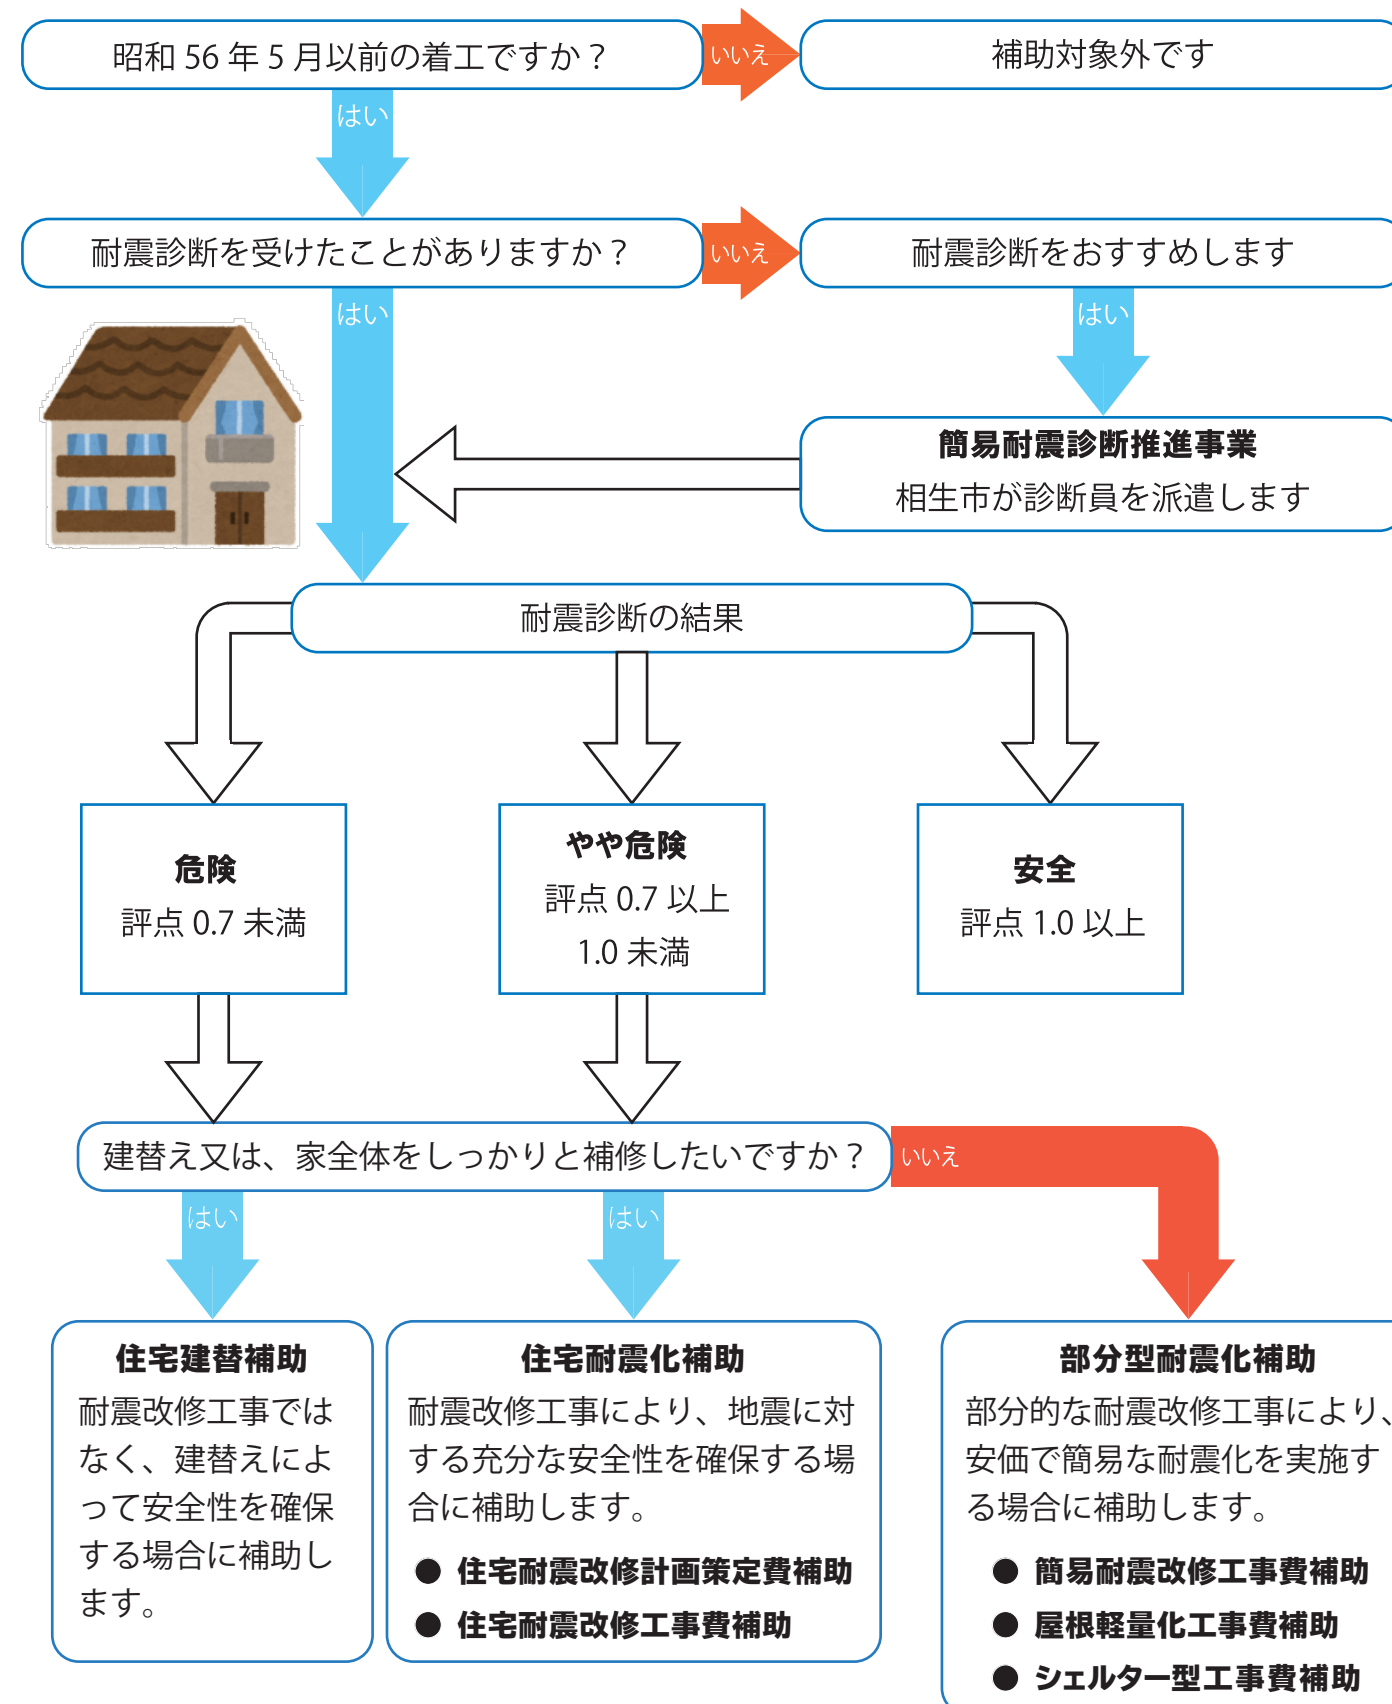 昭和 56 年 5 月以前の着工ですか？
いいえ
補助対象外です
はい
耐震診断を受けたことがありますか？
いいえ
耐震診断をおすすめします
はい
はい
簡易耐震診断推進事業
相生市が診断員を派遣します
耐震診断の結果
危険
評点 0.7 未満
やや危険
評点 0.7 以上
1.0 未満
安全
評点 1.0 以上
建替え又は、家全体をしっかりと補修したいですか？
いいえ
はい
はい
住宅建替補助
耐震改修工事では
なく、建替えによ
って安全性を確保
する場合に補助し
ます。
住宅耐震化補助
耐震改修工事により、地震に対
する充分な安全性を確保する場
合に補助します。
● 住宅耐震改修計画策定費補助
● 住宅耐震改修工事費補助
部分型耐震化補助
部分的な耐震改修工事により、
安価で簡易な耐震化を実施す
る場合に補助します。
● 簡易耐震改修工事費補助
● 屋根軽量化工事費補助
● シェルター型工事費補助